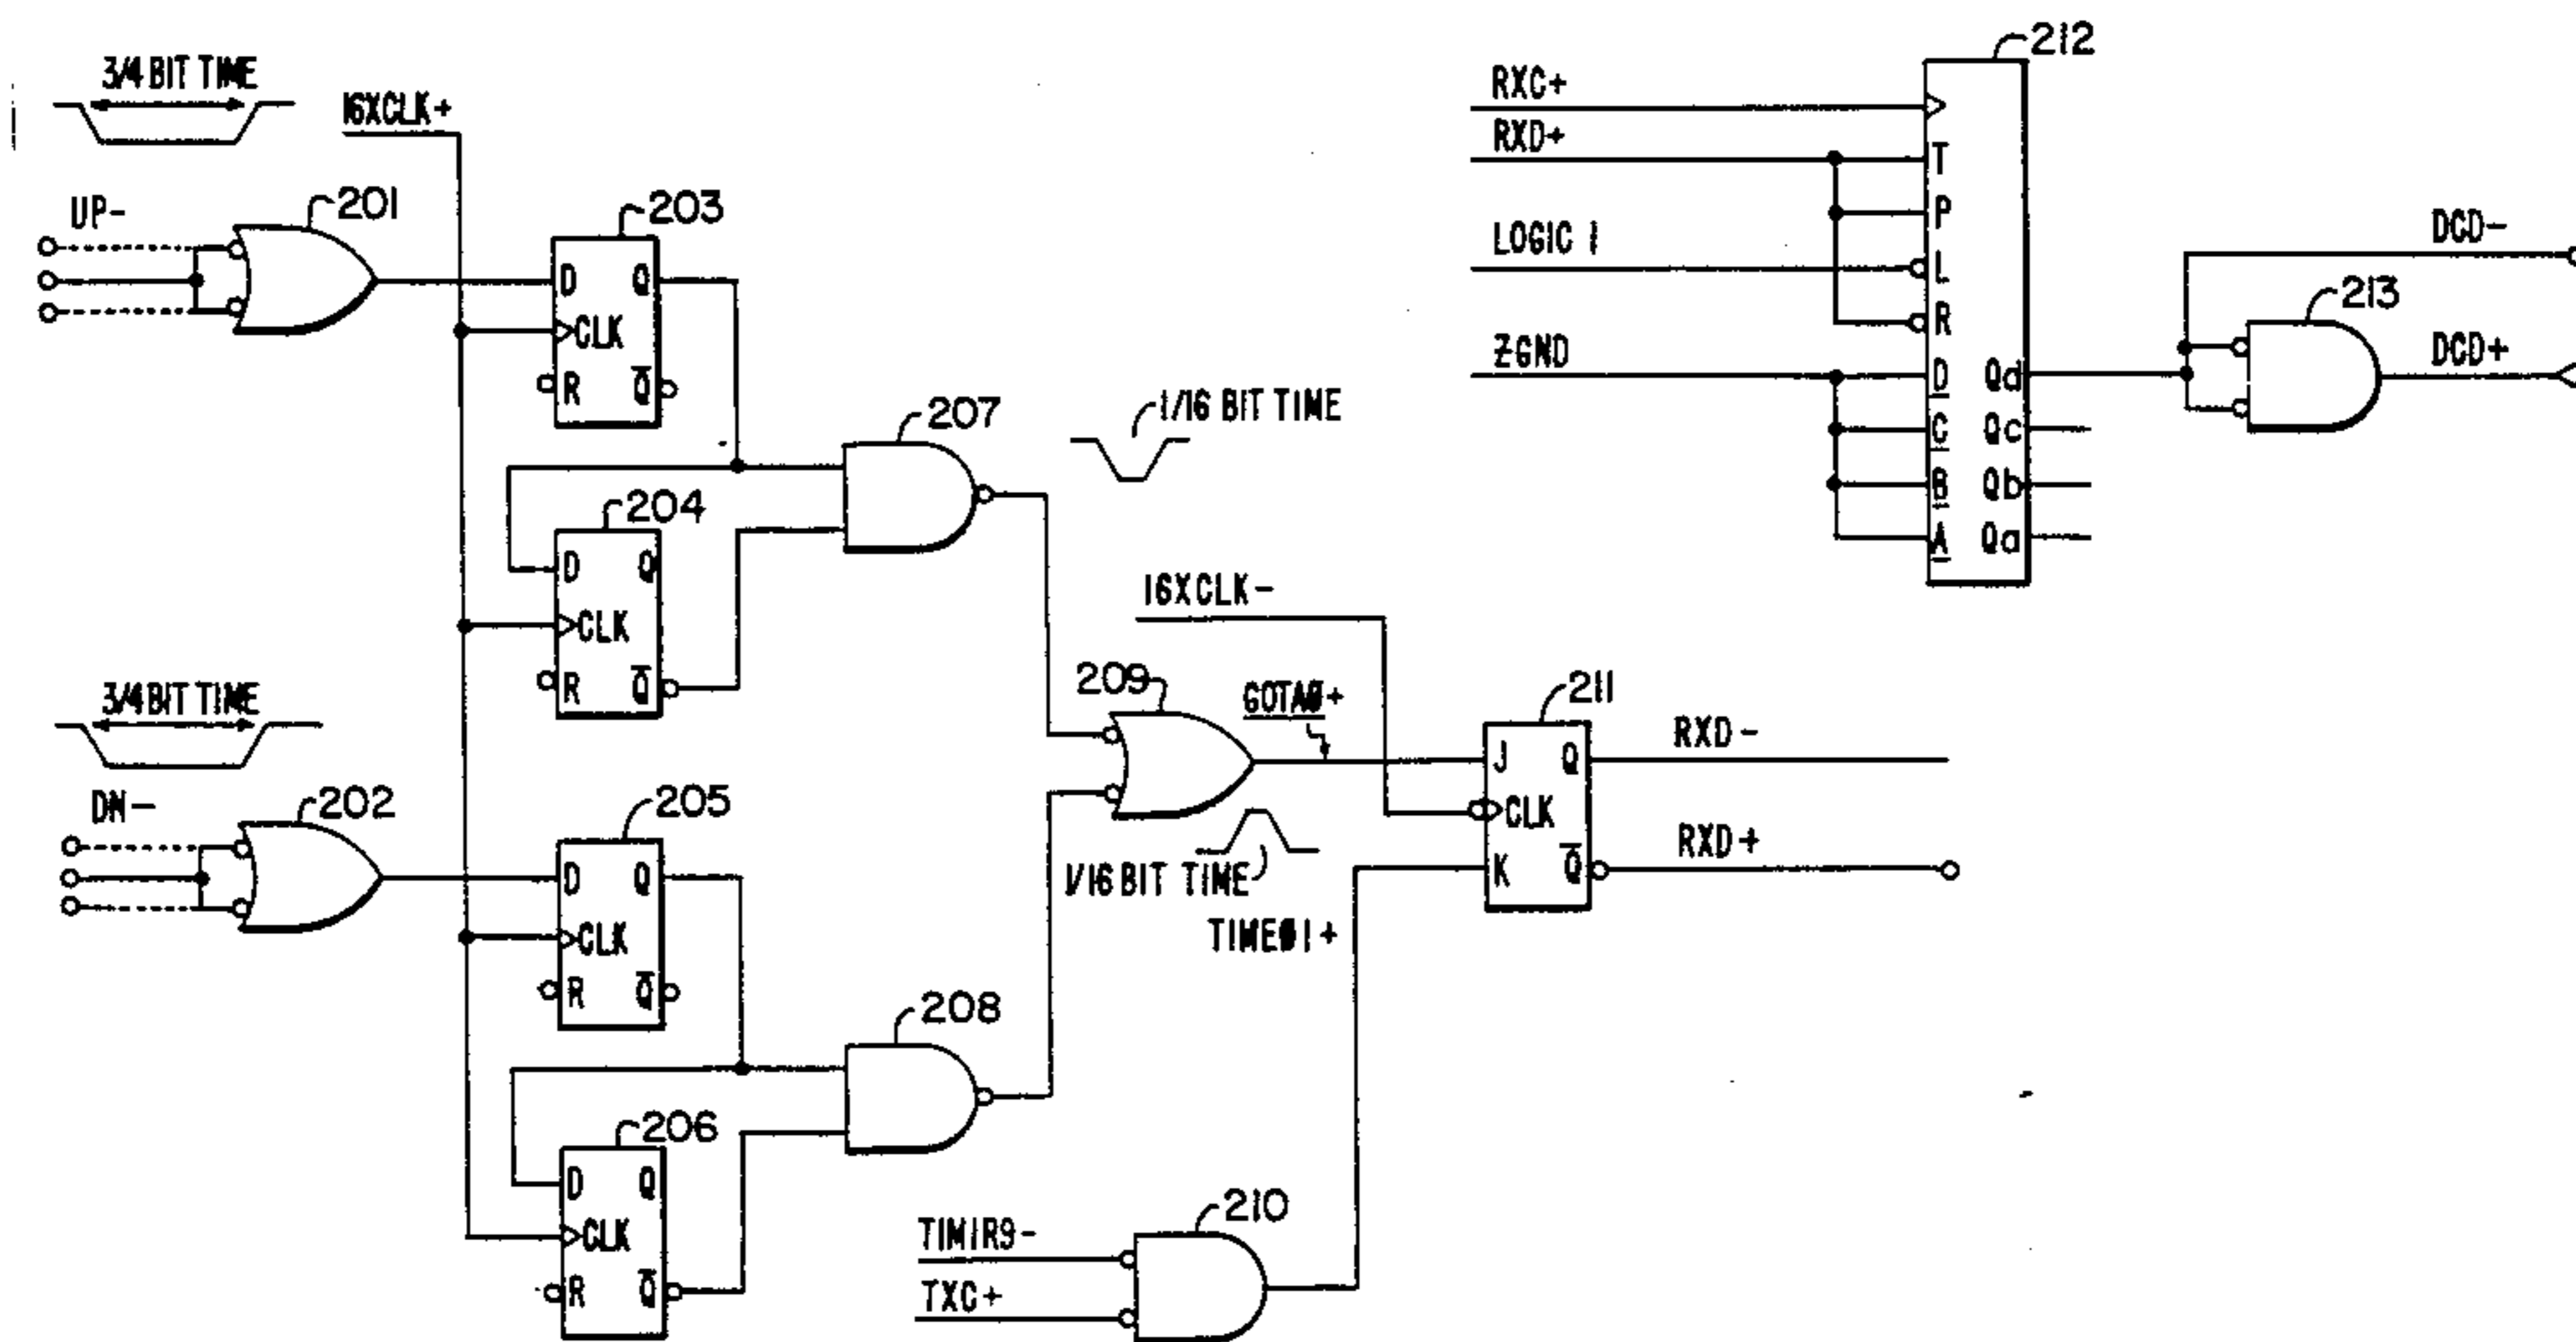 3/4 BIT TIME
16XCLK+
UP-
201
203
D Q
CLK
R Q̅
207
1/16 BIT TIME
204
D Q
CLK
R Q̅
3/4 BIT TIME
DN-
202
205
D Q
CLK
R Q̅
208
206
D Q
CLK
R Q̅
16XCLK-
209
GOTAØ+
1/16 BIT TIME
TIMEØ1+
211
J Q
CLK
K Q̅
RXD-
RXD+
210
TIM1R9-
TXC+
212
RXC+
RXD+
T
P
LOGIC 1
L
R
ZGND
D Qd
C Qc
B Qb
A Qa
213
DCD-
DCD+